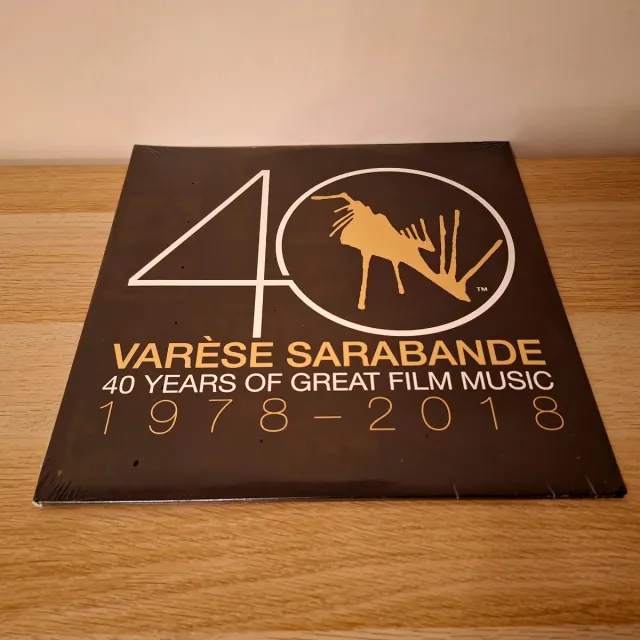 40
TM
VARÈSE SARABANDE
40 YEARS OF GREAT FILM MUSIC
1978–2018